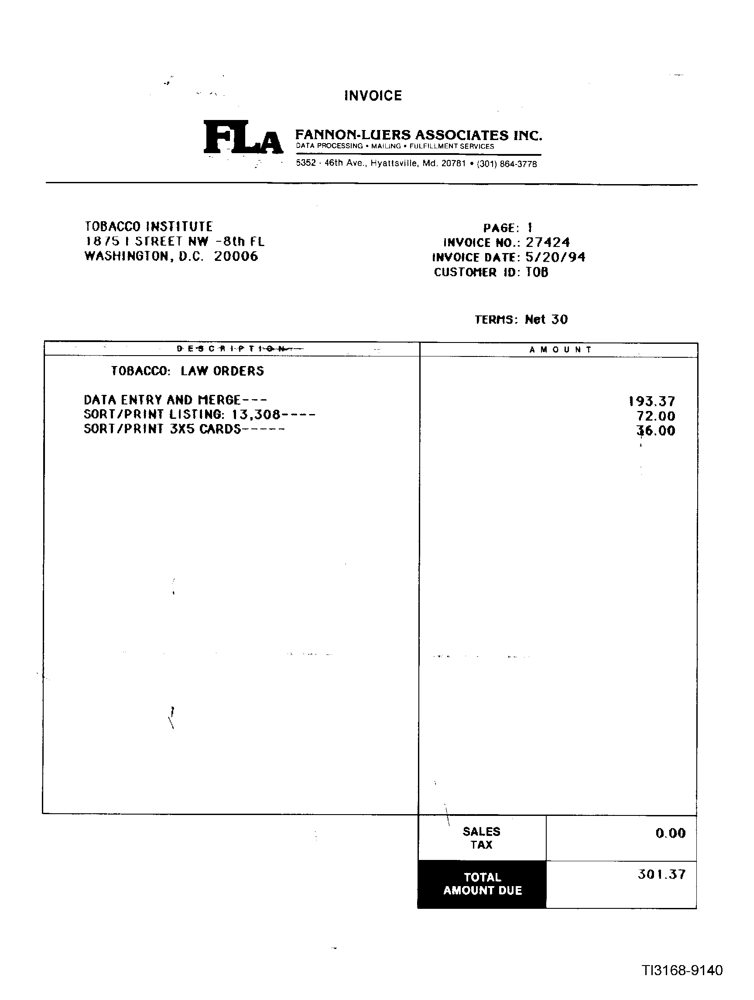 INVOICE
FLA
FANNON-LUERS ASSOCIATES INC.
DATA PROCESSING • MAILING • FULFILLMENT SERVICES
5352 - 46th Ave., Hyattsville, Md. 20781 • (301) 864-3778
TOBACCO INSTITUTE
1875 I STREET NW -8th FL
WASHINGTON, D.C. 20006
PAGE: 1
INVOICE NO.: 27424
INVOICE DATE: 5/20/94
CUSTOMER ID: TOB
TERMS: Net 30
DESCRIPTION AMOUNT
TOBACCO: LAW ORDERS
DATA ENTRY AND MERGE--- 193.37
SORT/PRINT LISTING: 13,308---- 72.00
SORT/PRINT 3X5 CARDS----- 36.00
SALES TAX 0.00
TOTAL AMOUNT DUE 301.37
TI3168-9140